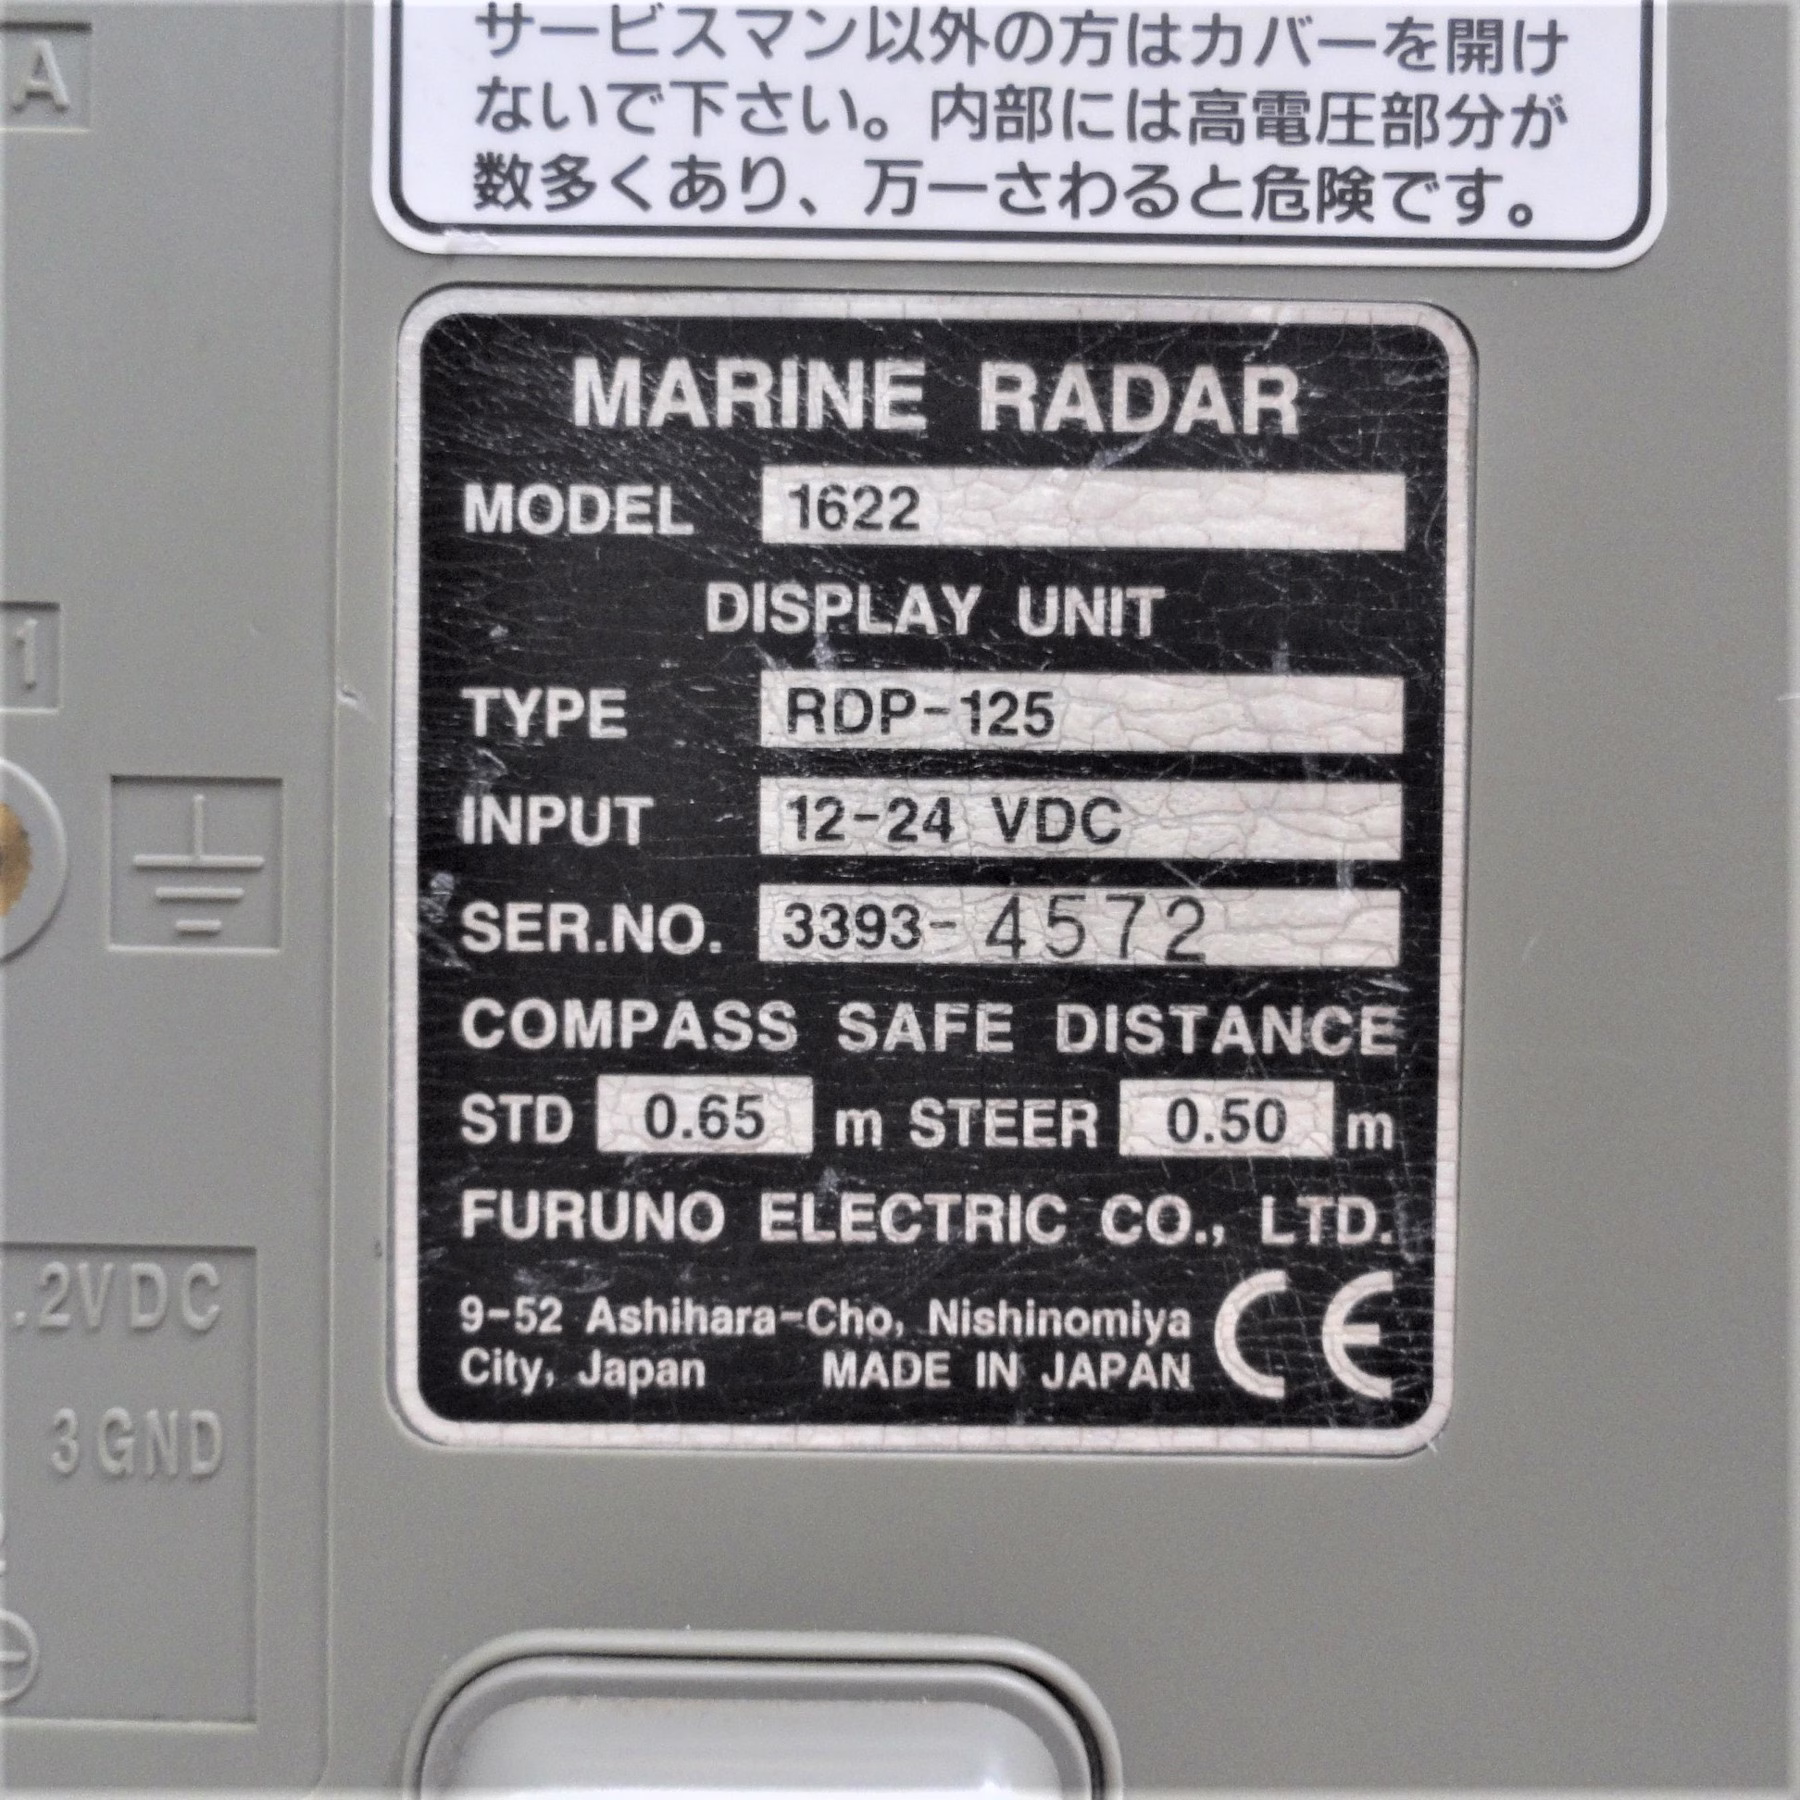 サービスマン以外の方はカバーを開け
ないで下さい。内部には高電圧部分が
数多くあり、万一さわると危険です。
A
1
.2VDC
3GND
MARINE RADAR
MODEL 1622
DISPLAY UNIT
TYPE RDP-125
INPUT 12-24 VDC
SER.NO. 3393-4572
COMPASS SAFE DISTANCE
STD 0.65 m STEER 0.50 m
FURUNO ELECTRIC CO., LTD.
9-52 Ashihara-Cho, Nishinomiya
City, Japan MADE IN JAPAN CE